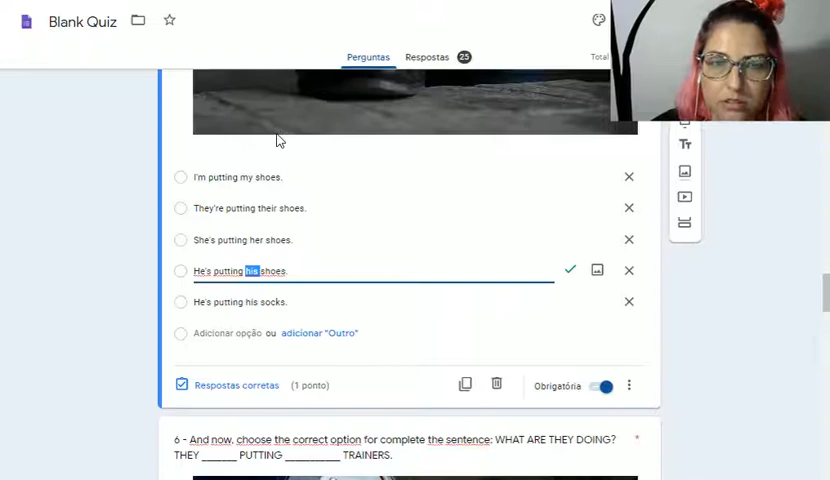 Blank Quiz
Perguntas
Respostas
25
Total
I'm putting my shoes.
They're putting their shoes.
She's putting her shoes.
He's putting his shoes.
He's putting his socks.
Adicionar opção ou adicionar "Outro"
Respostas corretas (1 ponto)
Obrigatória
6 - And now, choose the correct option for complete the sentence: WHAT ARE THEY DOING? *
THEY ______ PUTTING __________ TRAINERS.
Tт